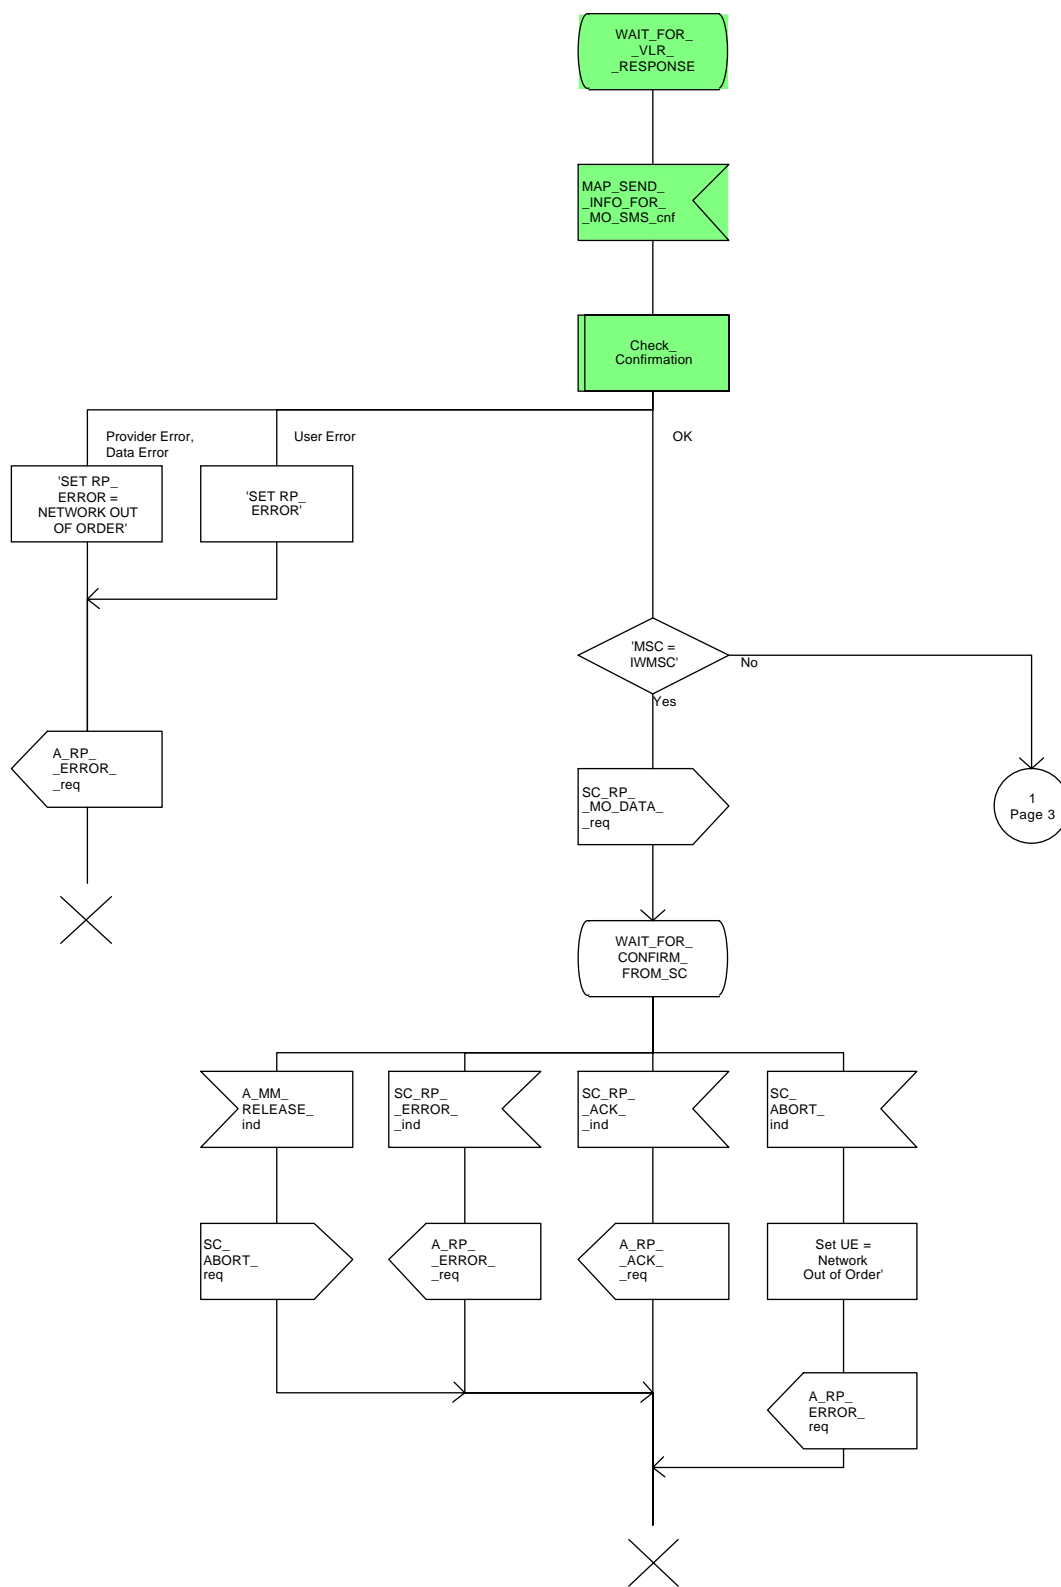 WAIT_FOR_
_VLR_
_RESPONSE
MAP_SEND_
_INFO_FOR_
_MO_SMS_cnf
Check_
Confirmation
Provider Error,
Data Error
User Error
OK
'SET RP_
ERROR =
NETWORK OUT
OF ORDER'
'SET RP_
ERROR'
'MSC =
IWMSC'
No
Yes
A_RP_
_ERROR_
_req
SC_RP_
_MO_DATA_
_req
1
Page 3
WAIT_FOR_
CONFIRM_
FROM_SC
A_MM_
RELEASE_
ind
SC_RP_
_ERROR_
_ind
SC_RP_
_ACK_
_ind
SC_
ABORT_
ind
SC_
ABORT_
req
A_RP_
_ERROR_
_req
A_RP_
_ACK_
_req
Set UE =
Network
Out of Order'
A_RP_
ERROR_
req